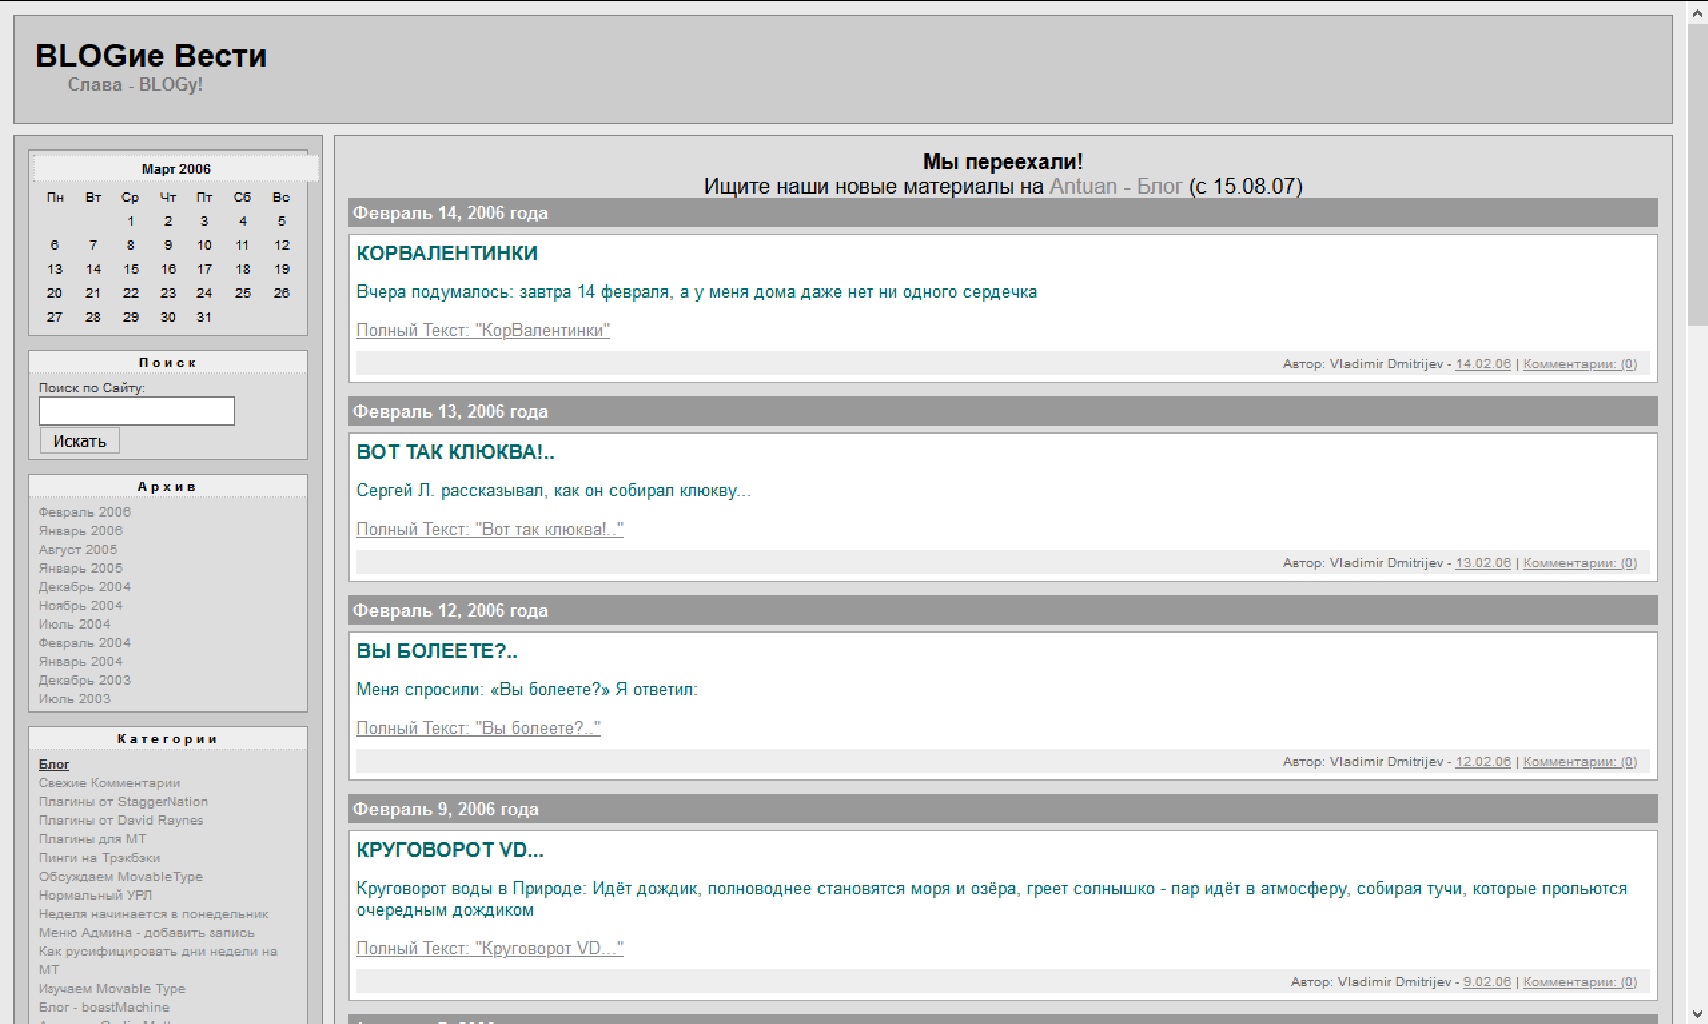 BLOGие Вести
Слава - BLOGу!
Март 2006
Пн Вт Ср Чт Пт Сб Вс
1 2 3 4 5
6 7 8 9 10 11 12
13 14 15 16 17 18 19
20 21 22 23 24 25 26
27 28 29 30 31
Поиск
Поиск по Сайту:
Искать
Архив
Февраль 2006
Январь 2006
Август 2005
Январь 2005
Декабрь 2004
Ноябрь 2004
Июль 2004
Февраль 2004
Январь 2004
Декабрь 2003
Июль 2003
Категории
Блог
Свежие Комментарии
Плагины от StaggerNation
Плагины от David Raynes
Плагины для МТ
Пинги на Трэкбэки
Обсуждаем MovableType
Нормальный УРЛ
Неделя начинается в понедельник
Меню Админа - добавить запись
Как русифицировать дни недели на
МТ
Изучаем Movable Type
Блог - boastMachine
Мы переехали!
Ищите наши новые материалы на Antuan - Блог (с 15.08.07)
Февраль 14, 2006 года
КОРВАЛЕНТИНКИ
Вчера подумалось: завтра 14 февраля, а у меня дома даже нет ни одного сердечка
Полный Текст: "КорВалентинки"
Автор: Vladimir Dmitrijev - 14.02.06 | Комментарии: (0)
Февраль 13, 2006 года
ВОТ ТАК КЛЮКВА!..
Сергей Л. рассказывал, как он собирал клюкву...
Полный Текст: "Вот так клюква!.."
Автор: Vladimir Dmitrijev - 13.02.06 | Комментарии: (0)
Февраль 12, 2006 года
ВЫ БОЛЕЕТЕ?..
Меня спросили: «Вы болеете?» Я ответил:
Полный Текст: "Вы болеете?.."
Автор: Vladimir Dmitrijev - 12.02.06 | Комментарии: (0)
Февраль 9, 2006 года
КРУГОВОРОТ VD...
Круговорот воды в Природе: Идёт дождик, полноводнее становятся моря и озёра, греет солнышко - пар идёт в атмосферу, собирая тучи, которые прольются
очередным дождиком
Полный Текст: "Круговорот VD..."
Автор: Vladimir Dmitrijev - 9.02.06 | Комментарии: (0)